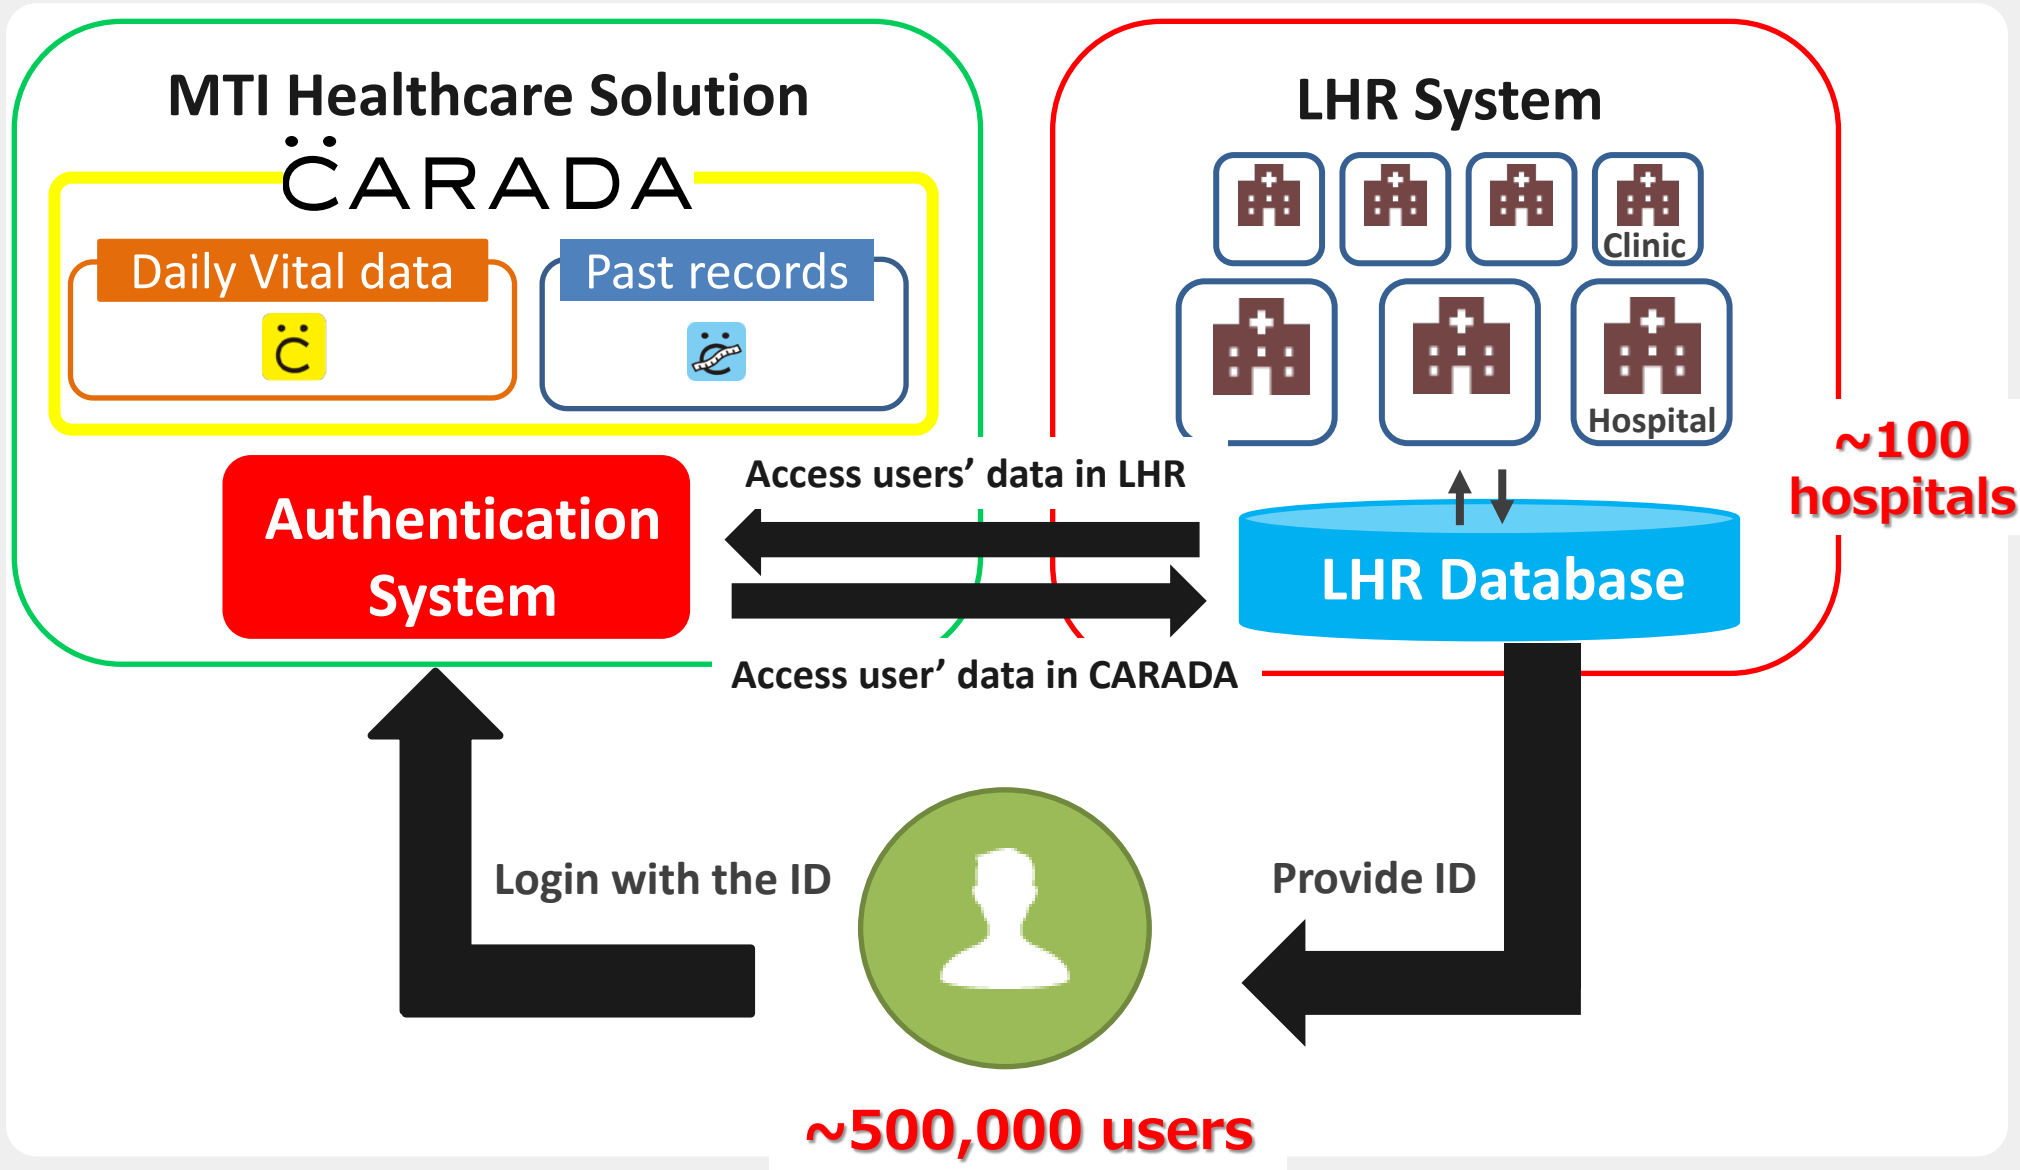 MTI Healthcare Solution
CARADA
Daily Vital data
Past records
LHR System
Clinic
Hospital
~100
hospitals
Authentication
System
Access users’ data in LHR
Access user’ data in CARADA
LHR Database
Login with the ID
Provide ID
~500,000 users